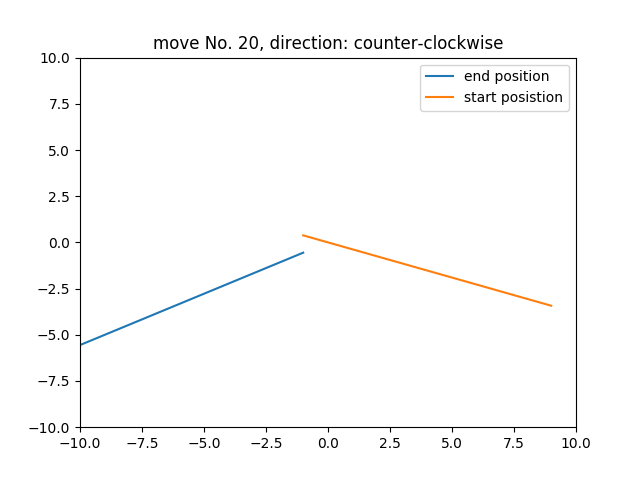 move No. 20, direction: counter-clockwise
end position
start posistion
10.0
7.5
5.0
2.5
0.0
−2.5
−5.0
−7.5
−10.0
−10.0 −7.5 −5.0 −2.5 0.0 2.5 5.0 7.5 10.0